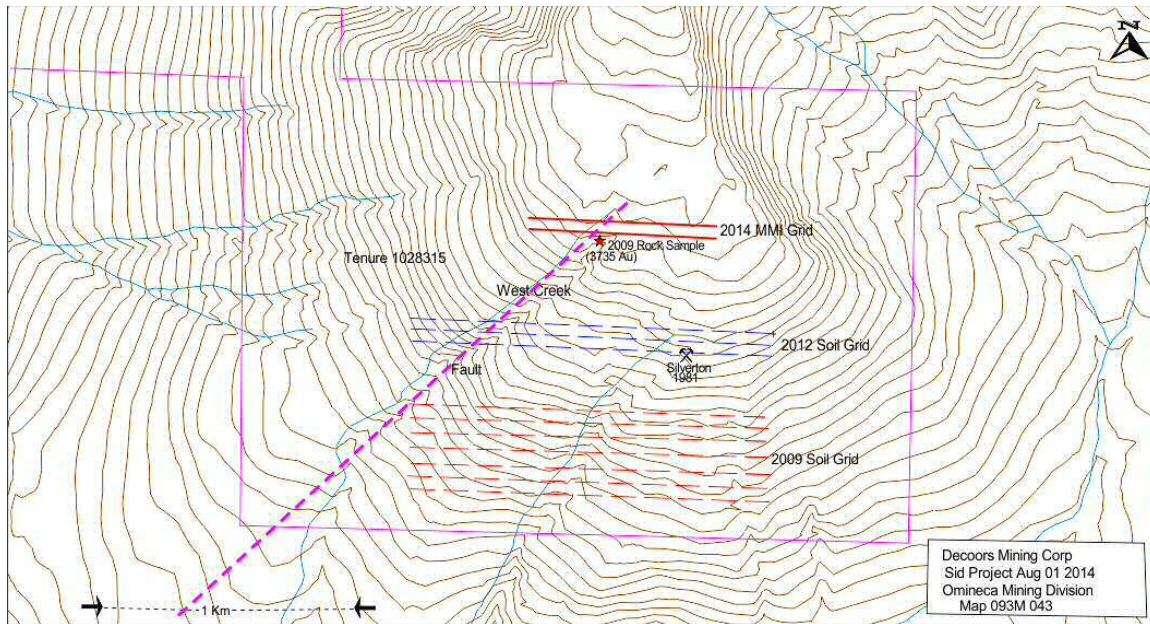 N
2014 MMI Grid
2009 Rock Sample
(3735 Au)
Tenure 1028315
West Creek
2012 Soil Grid
Silverton
1981
Fault
2009 Soil Grid
Decoors Mining Corp
Sid Project Aug 01 2014
Omineca Mining Division
Map 093M 043
1 Km